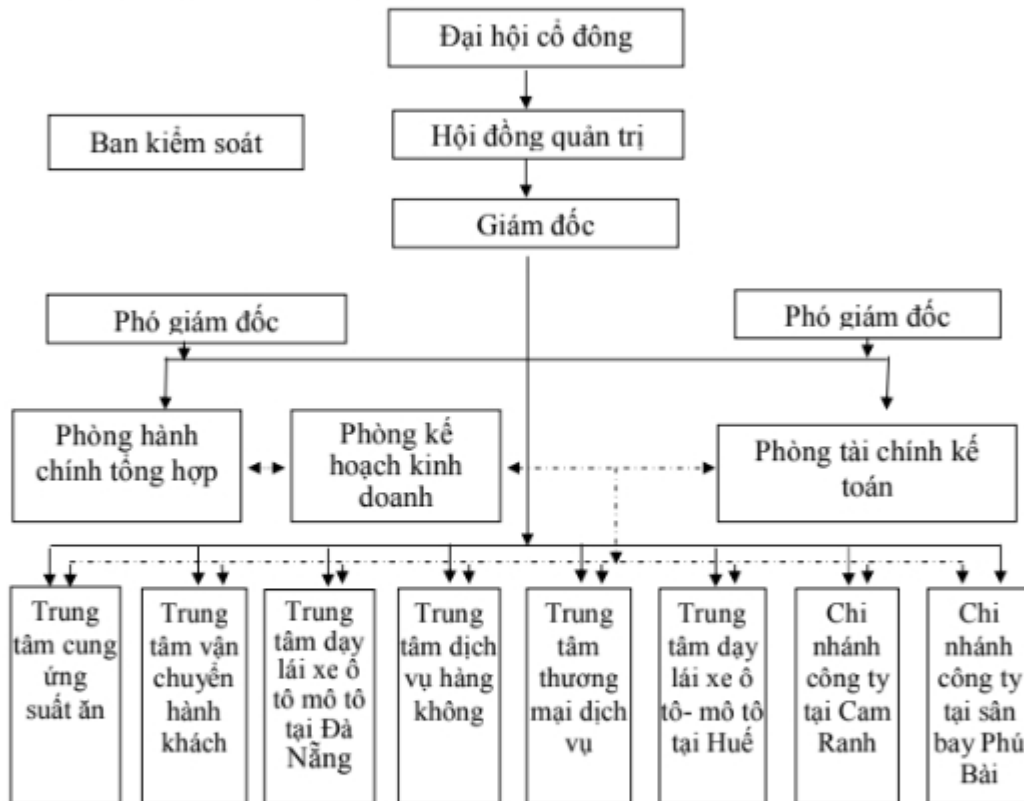 Đại hội cổ đông
Ban kiểm soát
Hội đồng quản trị
Giám đốc
Phó giám đốc
Phó giám đốc
Phòng hành
chính tổng hợp
Phòng kế
hoạch kinh
doanh
Phòng tài chính kế
toán
Trung
tâm cung
ứng
suất ăn
Trung
tâm vận
chuyển
hành
khách
Trung
tâm dạy
lái xe ô
tô mô tô
tại Đà
Nẵng
Trung
tâm dịch
vụ hàng
không
Trung
tâm
thương
mại dịch
vụ
Trung
tâm dạy
lái xe ô
tô- mô tô
tại Huế
Chi
nhánh
công ty
tại Cam
Ranh
Chi
nhánh
công ty
tại sân
bay Phú
Bài